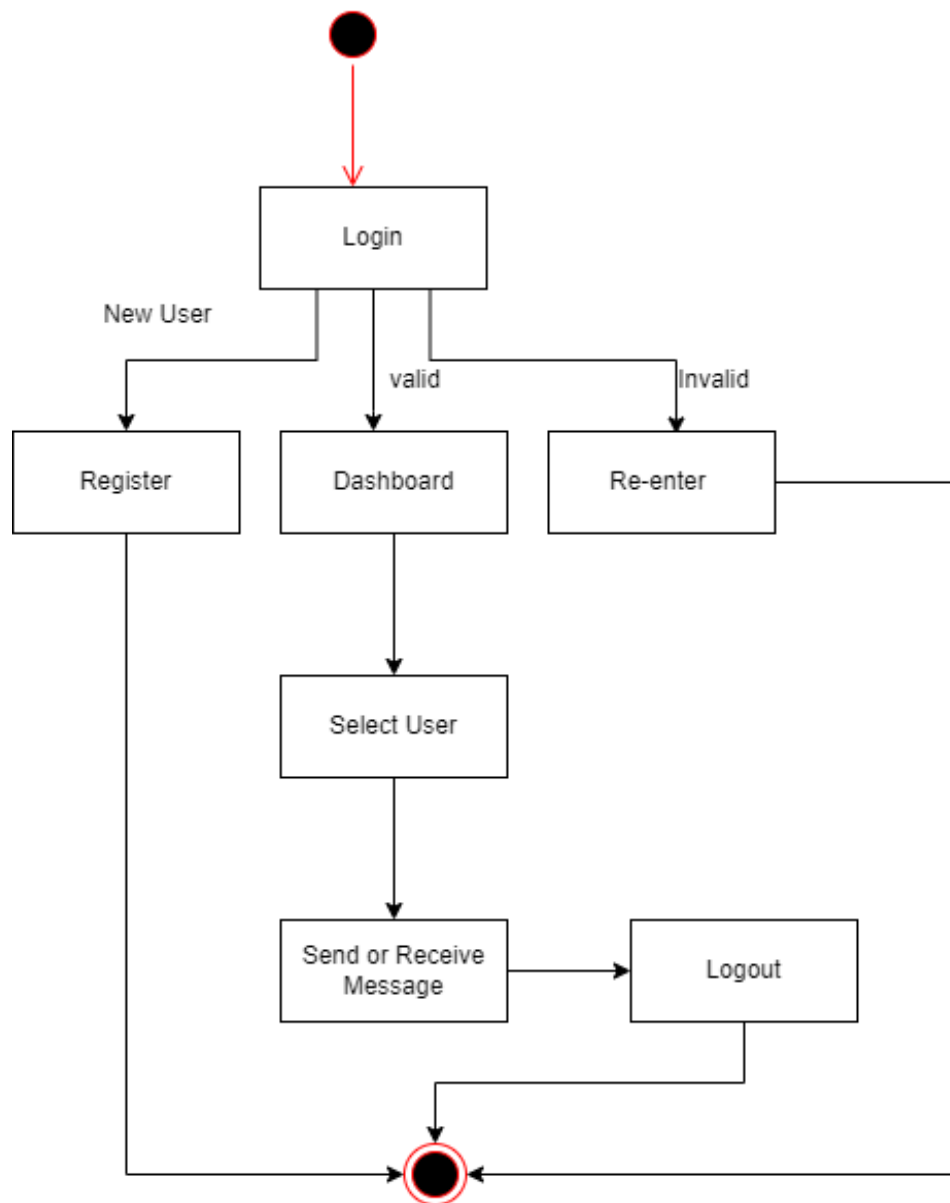 Login
New User
valid
Invalid
Register
Dashboard
Re-enter
Select User
Send or Receive
Message
Logout